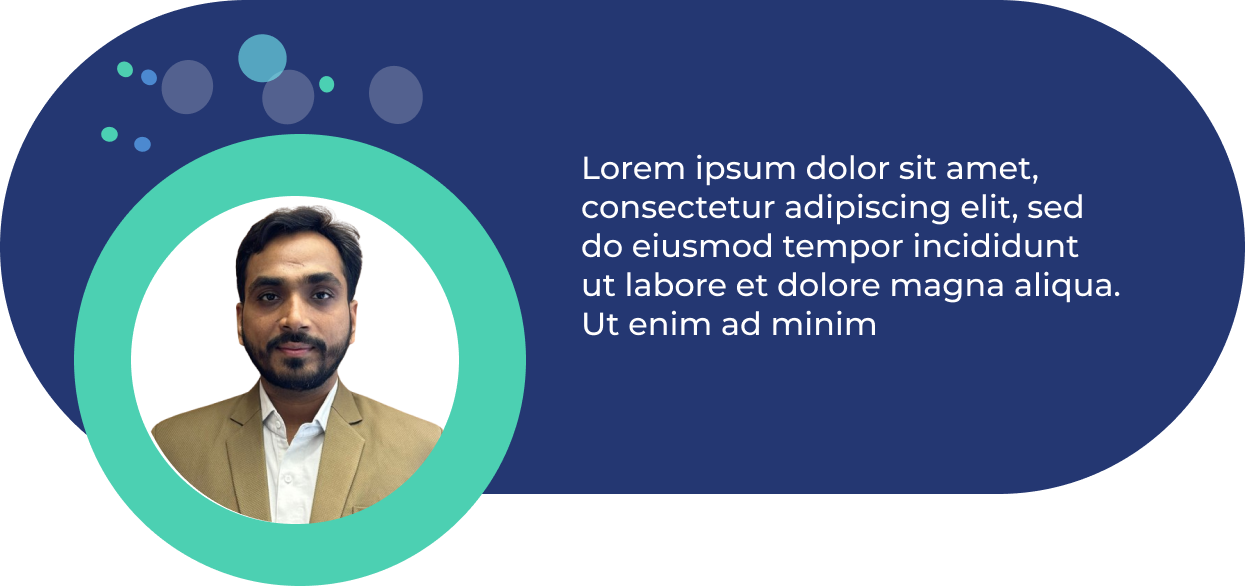 Lorem ipsum dolor sit amet,
consectetur adipiscing elit, sed
do eiusmod tempor incididunt
ut labore et dolore magna aliqua.
Ut enim ad minim